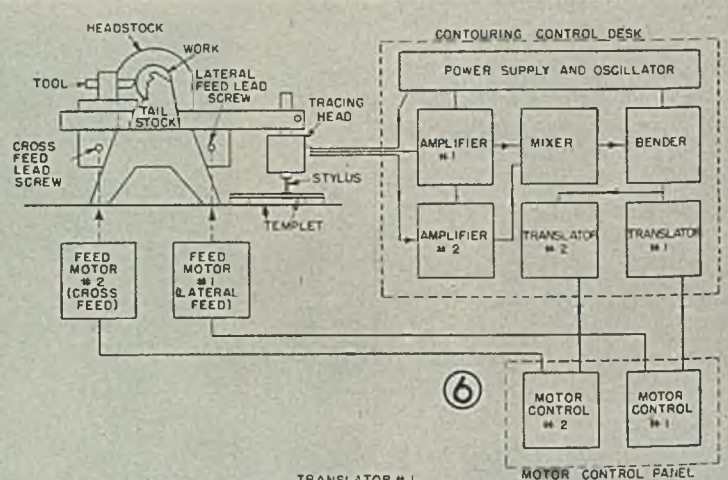 HEADSTOCK
WORK
TOOL
LATERAL
FEED LEAD
SCREW
TAIL
STOCK
TRACING
HEAD
CROSS
FEED
LEAD
SCREW
STYLUS
TEMPLET
FEED
MOTOR
# 2
(CROSS
FEED)
FEED
MOTOR
# 1
(LATERAL
FEED)
CONTOURING CONTROL DESK
POWER SUPPLY AND OSCILLATOR
AMPLIFIER
# 1
MIXER
BENDER
AMPLIFIER
# 2
TRANSLATOR
# 2
TRANSLATOR
# 1
6
MOTOR
CONTROL
# 2
MOTOR
CONTROL
# 1
MOTOR CONTROL PANEL
TRANSLATOR # 1